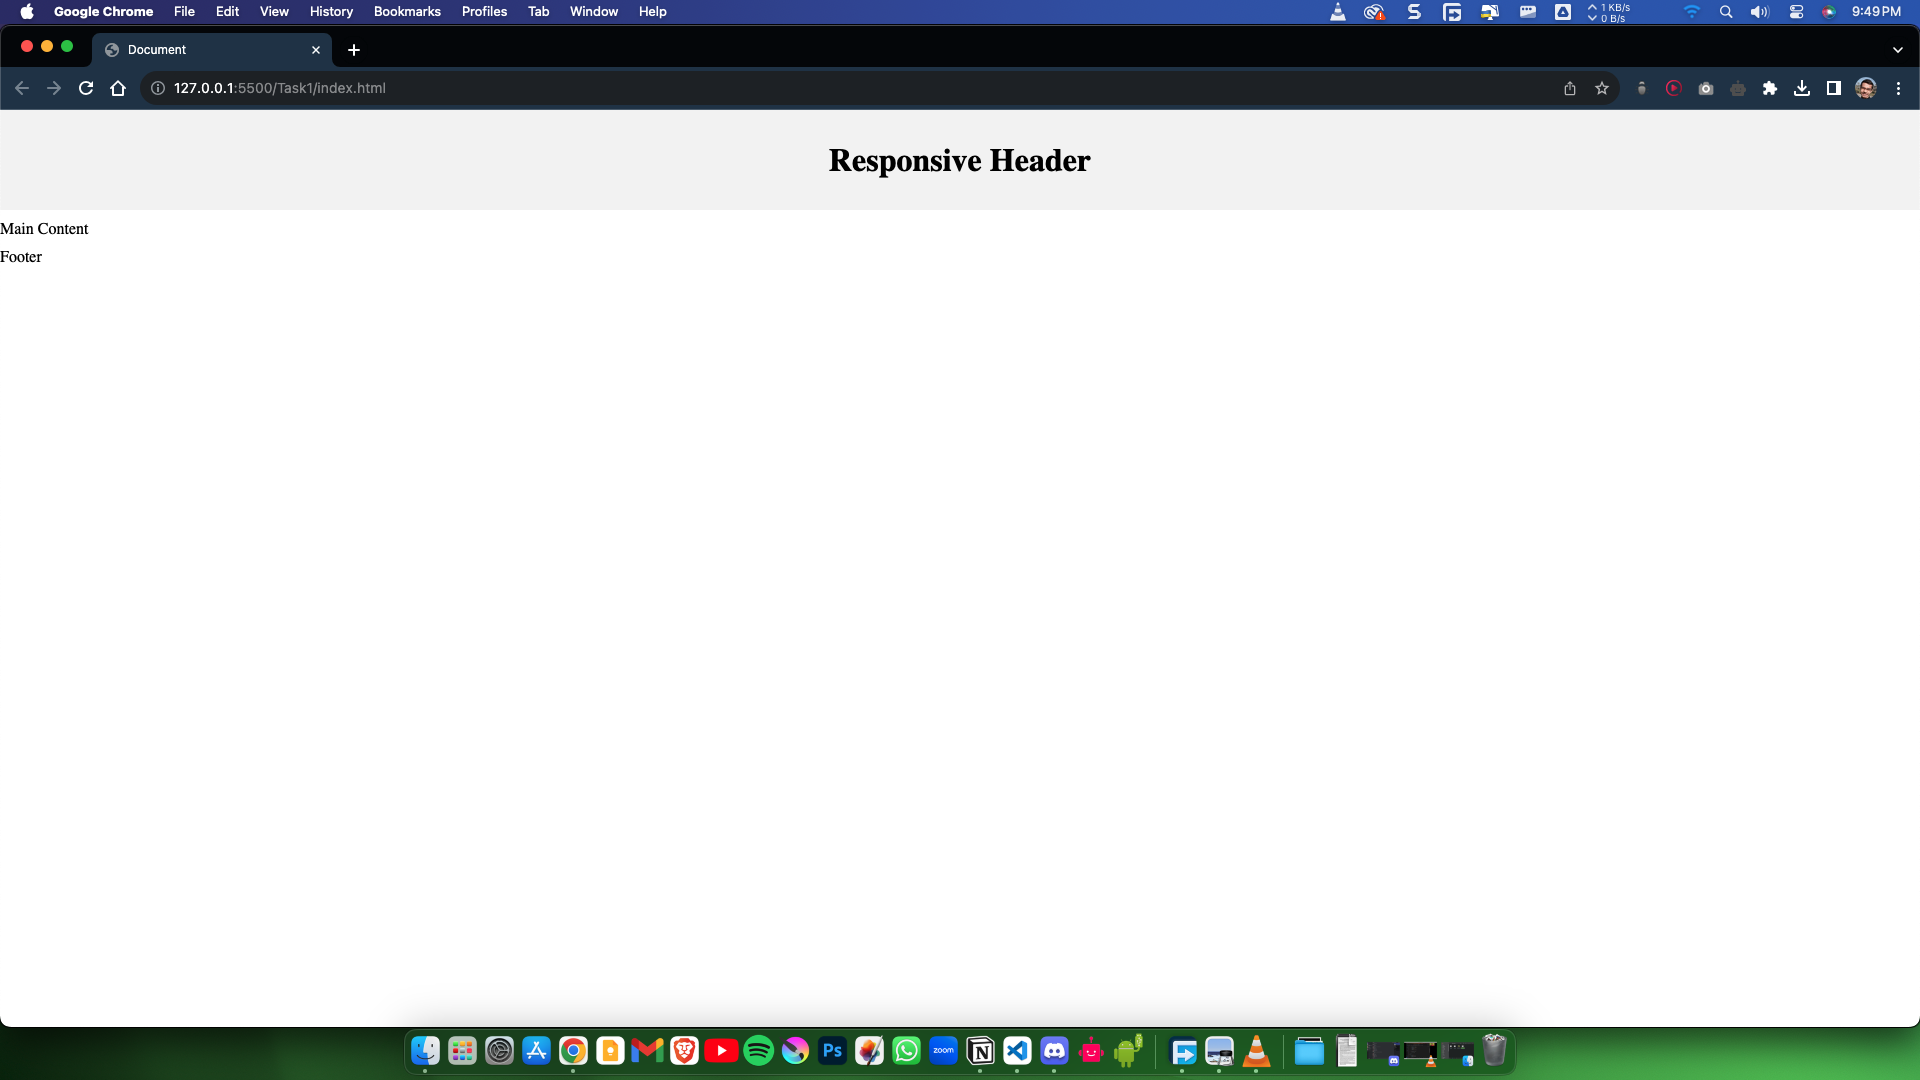 Google Chrome File Edit View History Bookmarks Profiles Tab Window Help 1 KB/s 0 B/s 9:49 PM
Document
127.0.0.1:5500/Task1/index.html
Responsive Header
Main Content
Footer
Ps zoom